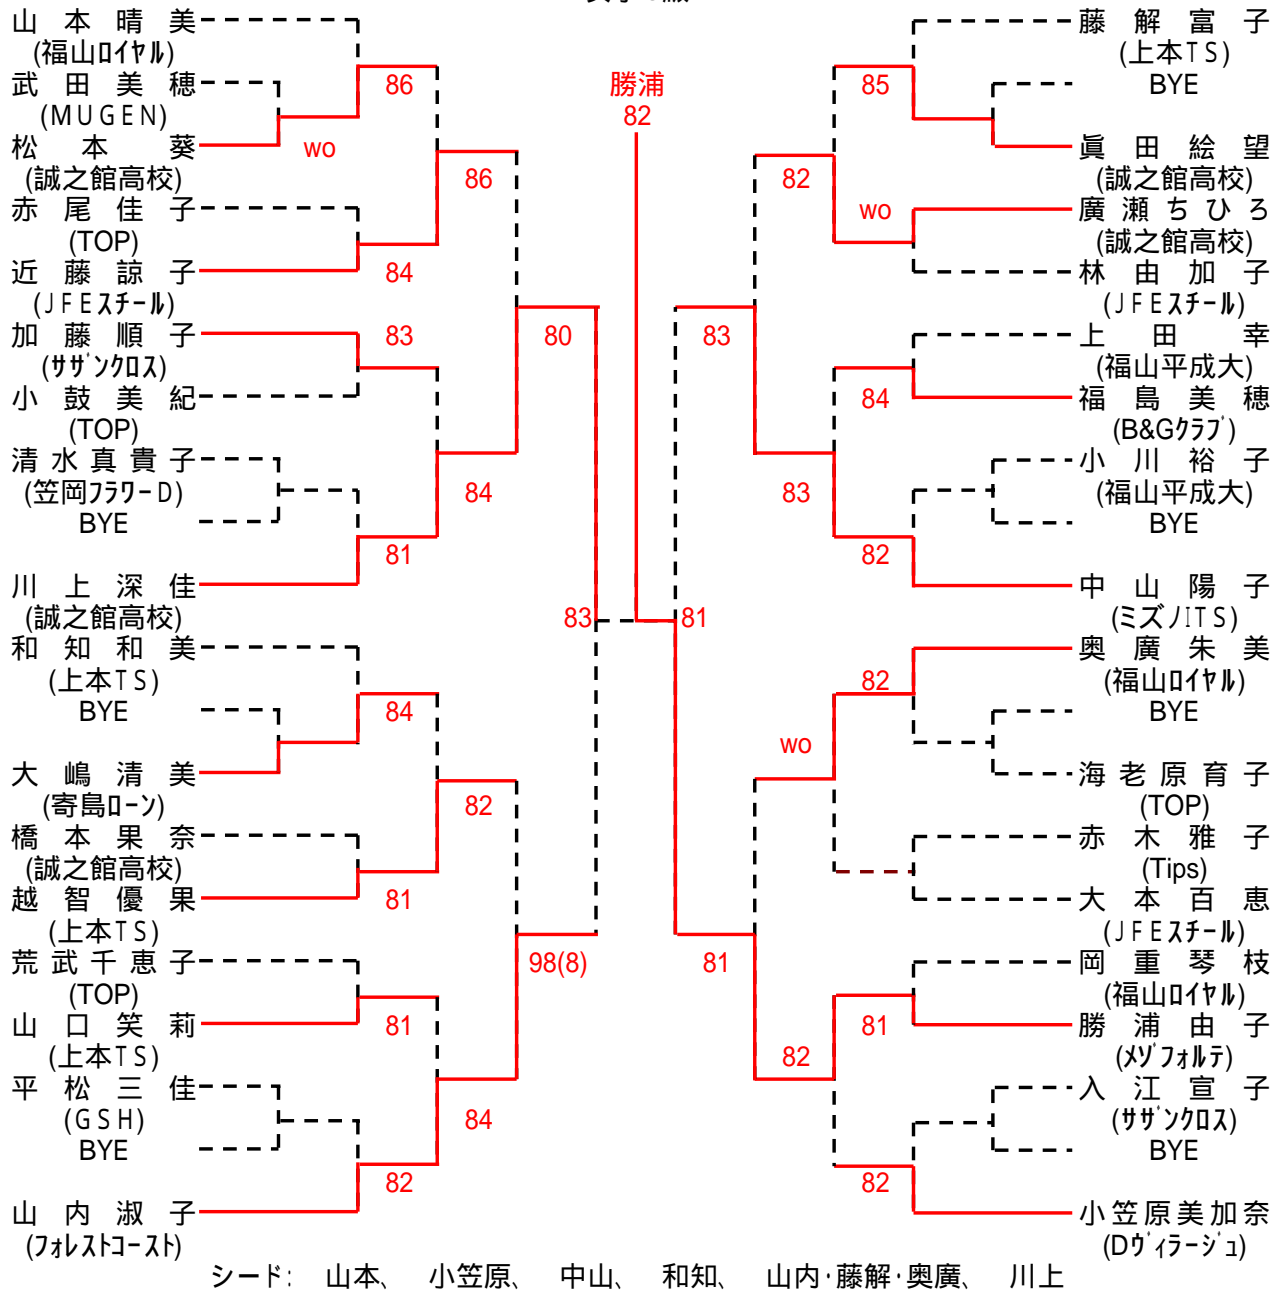 山本晴美
(福山ロイヤル)
武田美穂
(MUGEN)
松本葵
(誠之館高校)
赤尾佳子
(TOP)
近藤諒子
(JFEスチール)
加藤順子
(サザンクロス)
小鼓美紀
(TOP)
清水真貴子
(笠岡フラワーD)
BYE
川上深佳
(誠之館高校)
和知和美
(上本TS)
BYE
大嶋清美
(寄島ローン)
橋本果奈
(誠之館高校)
越智優果
(上本TS)
荒武千恵子
(TOP)
山口笑莉
(上本TS)
平松三佳
(GSH)
BYE
山内淑子
(フォレストコースト)
86
wo
84
83
81
84
81
81
82
86
84
82
84
80
98(8)
83
勝浦
82
81
83
81
82
83
wo
82
85
wo
84
82
82
81
82
藤解富子
(上本TS)
BYE
眞田絵望
(誠之館高校)
廣瀬ちひろ
(誠之館高校)
林由加子
(JFEスチール)
上田幸
(福山平成大)
福島美穂
(B&Gクラブ)
小川裕子
(福山平成大)
BYE
中山陽子
(ミズノITS)
奥廣朱美
(福山ロイヤル)
BYE
海老原育子
(TOP)
赤木雅子
(Tips)
大本百恵
(JFEスチール)
岡重琴枝
(福山ロイヤル)
勝浦由子
(メゾフォルテ)
入江宣子
(サザンクロス)
BYE
小笠原美加奈
(Dヴィラージュ)
シード: 山本、 小笠原、 中山、 和知、 山内・藤解・奥廣、 川上